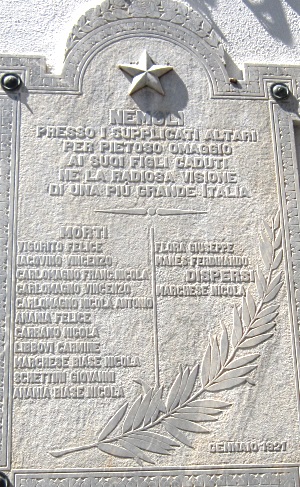 NEMOLI
PRESSO I SUPPLICATI ALTARI
PER PIETOSO OMAGGIO
AI SUOI FIGLI CADUTI
NE LA RADIOSA VISIONE
DI UNA PIÙ GRANDE ITALIA
MORTI
VIGORITO FELICE
IACOVINO VINCENZO
CARLOMAGNO FRANC. NICOLA
CARLOMAGNO VINCENZO
CARLOMAGNO NICOLA ANTONIO
ANANIA FELICE
CARBANO NICOLA
LIBBOVI CARMINE
MARCHESE BIASE NICOLA
SCHETTINI GIOVANNI
ANANIA BIASE NICOLA
FLORA GIUSEPPE
MANES FERDINANDO
DISPERSI
MARCHESE NICOLA
GENNAIO 1921